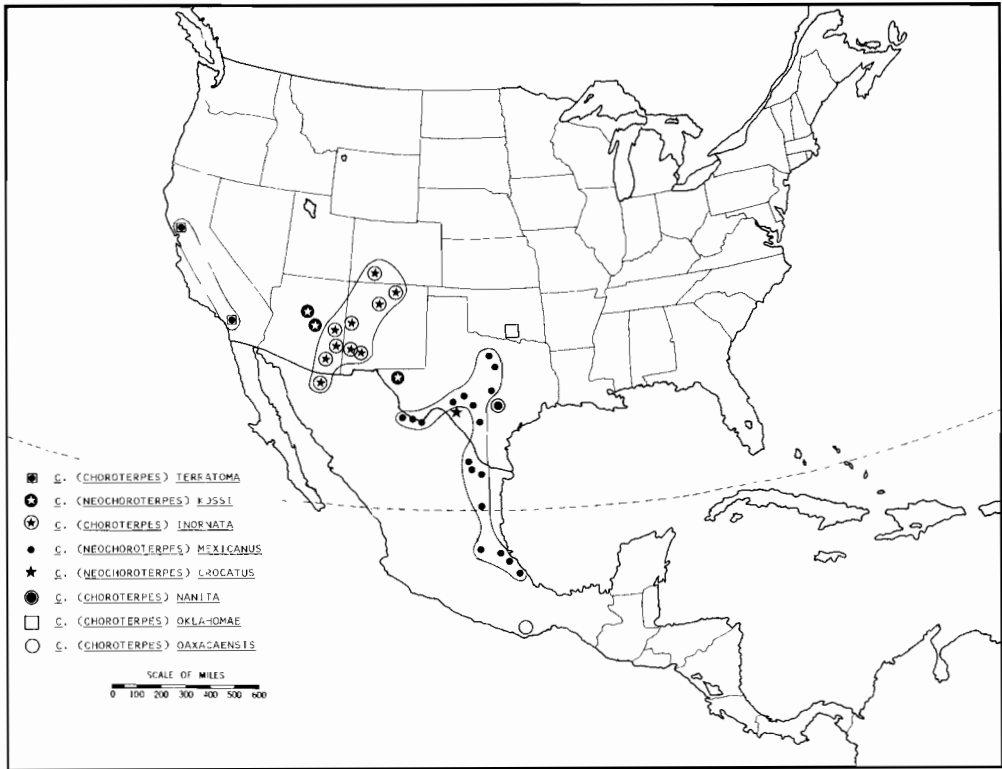 C. (CHOROTERPES) TERRATOMA
C. (NEOCHOROTERPES) KJSSI
C. (CHOROTERPES) INORNATA
C. (NEOCHOROTERPES) MEXICANUS
C. (NEOCHOROTERPES) CROCATUS
C. (CHOROTERPES) NANITA
C. (CHOROTERPES) OKLAHOMAE
C. (CHOROTERPES) OAXACAENSIS
SCALE OF MILES
0 100 200 300 400 500 600